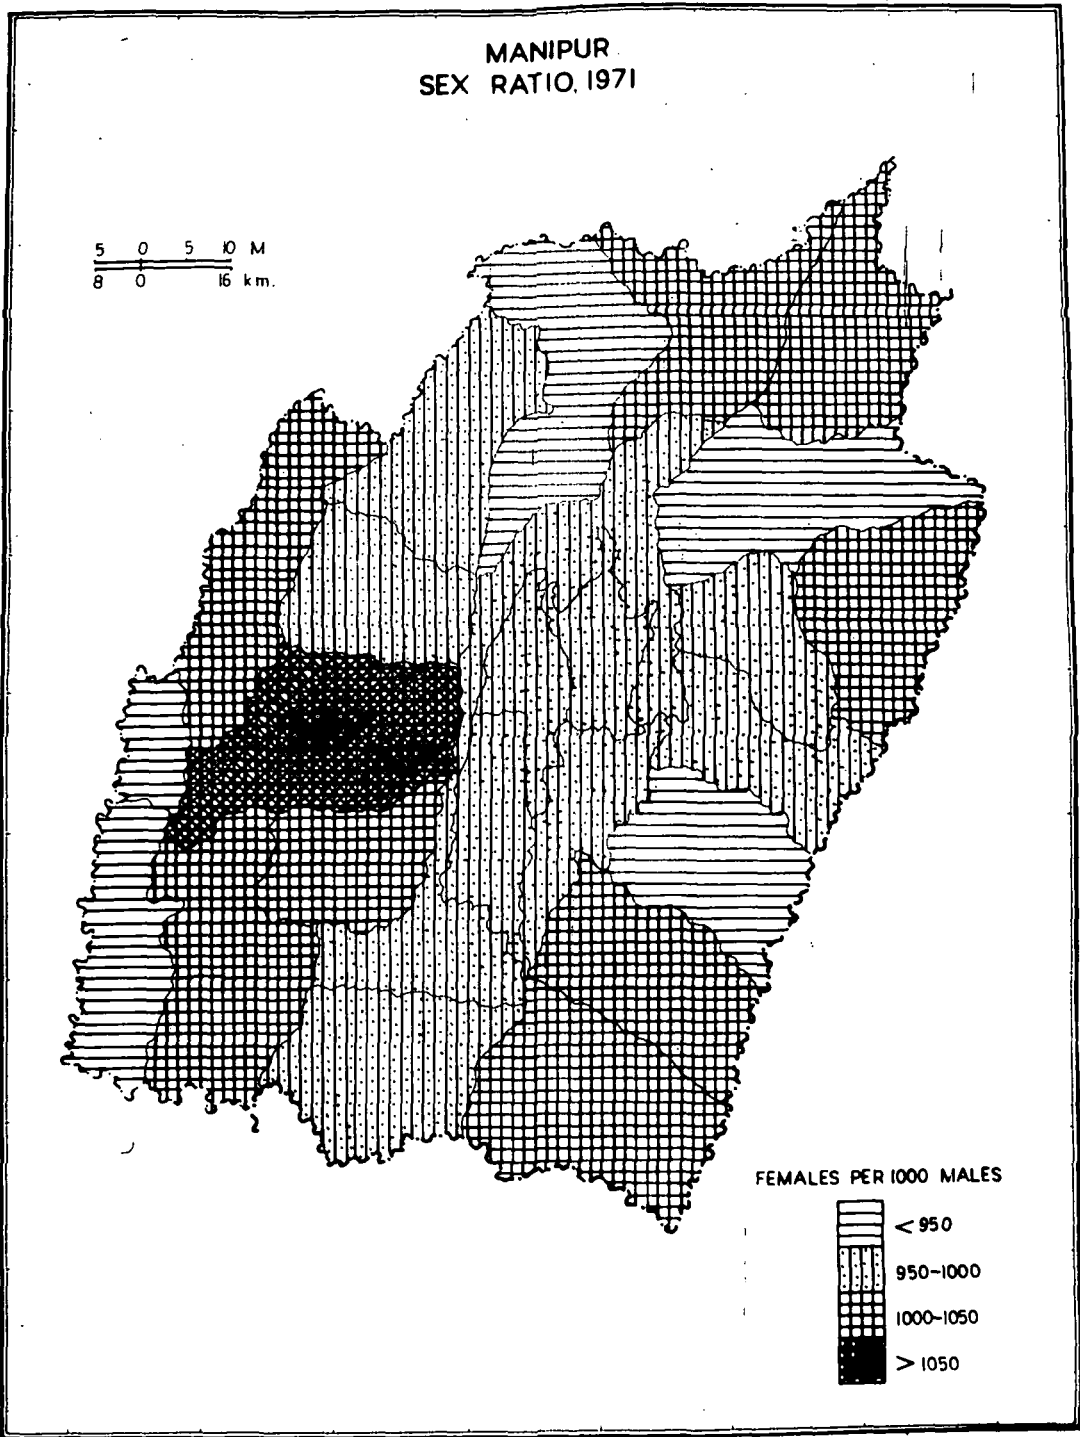 MANIPUR
SEX RATIO, 1971
5 0 5 10 M
8 0 16 km.
FEMALES PER 1000 MALES
< 950
950-1000
1000-1050
> 1050